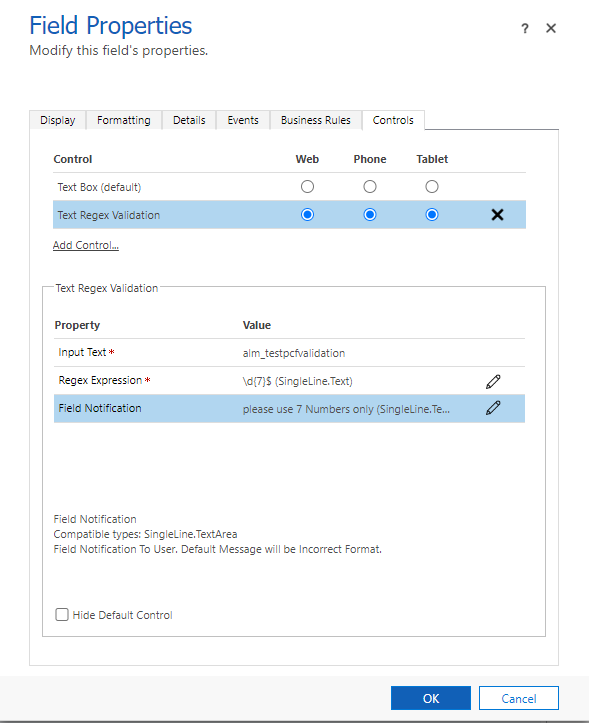 Field Properties
? ✕
Modify this field's properties.
Display Formatting Details Events Business Rules Controls
Control Web Phone Tablet
Text Box (default)
Text Regex Validation
Add Control...
Text Regex Validation
Property Value
Input Text * alm_testpcfvalidation
Regex Expression * \d{7}$ (SingleLine.Text)
Field Notification please use 7 Numbers only (SingleLine.Te...
Field Notification
Compatible types: SingleLine.TextArea
Field Notification To User. Default Message will be Incorrect Format.
Hide Default Control
OK Cancel